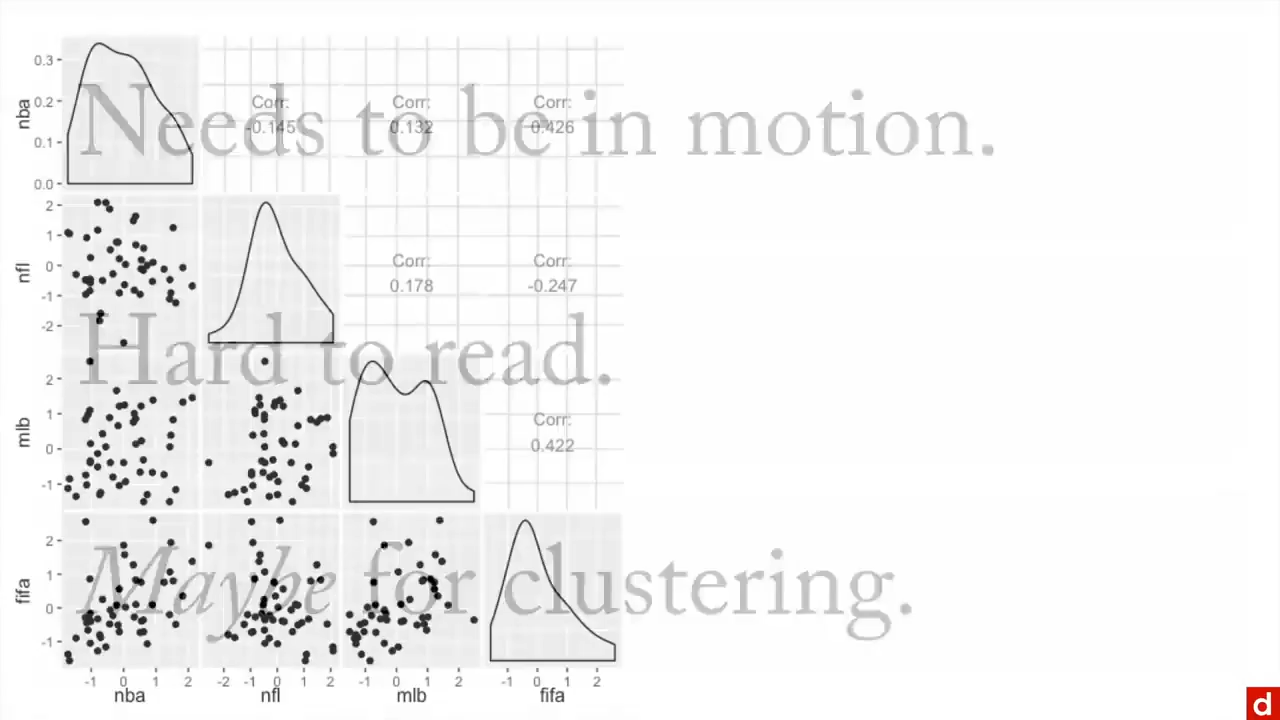 Needs to be in motion.
Hard to read.
Maybe for clustering.
nba
0.3
0.2
0.1
0.0
Corr:
-0.145
Corr:
0.132
Corr:
0.426
nfl
2
1
0
-1
-2
Corr:
0.178
Corr:
-0.247
mlb
2
1
0
-1
Corr:
0.422
fifa
2
1
0
-1
-1 0 1 2
-2 -1 0 1 2
-1 0 1 2
-1 0 1 2
nba
nfl
mlb
fifa
d